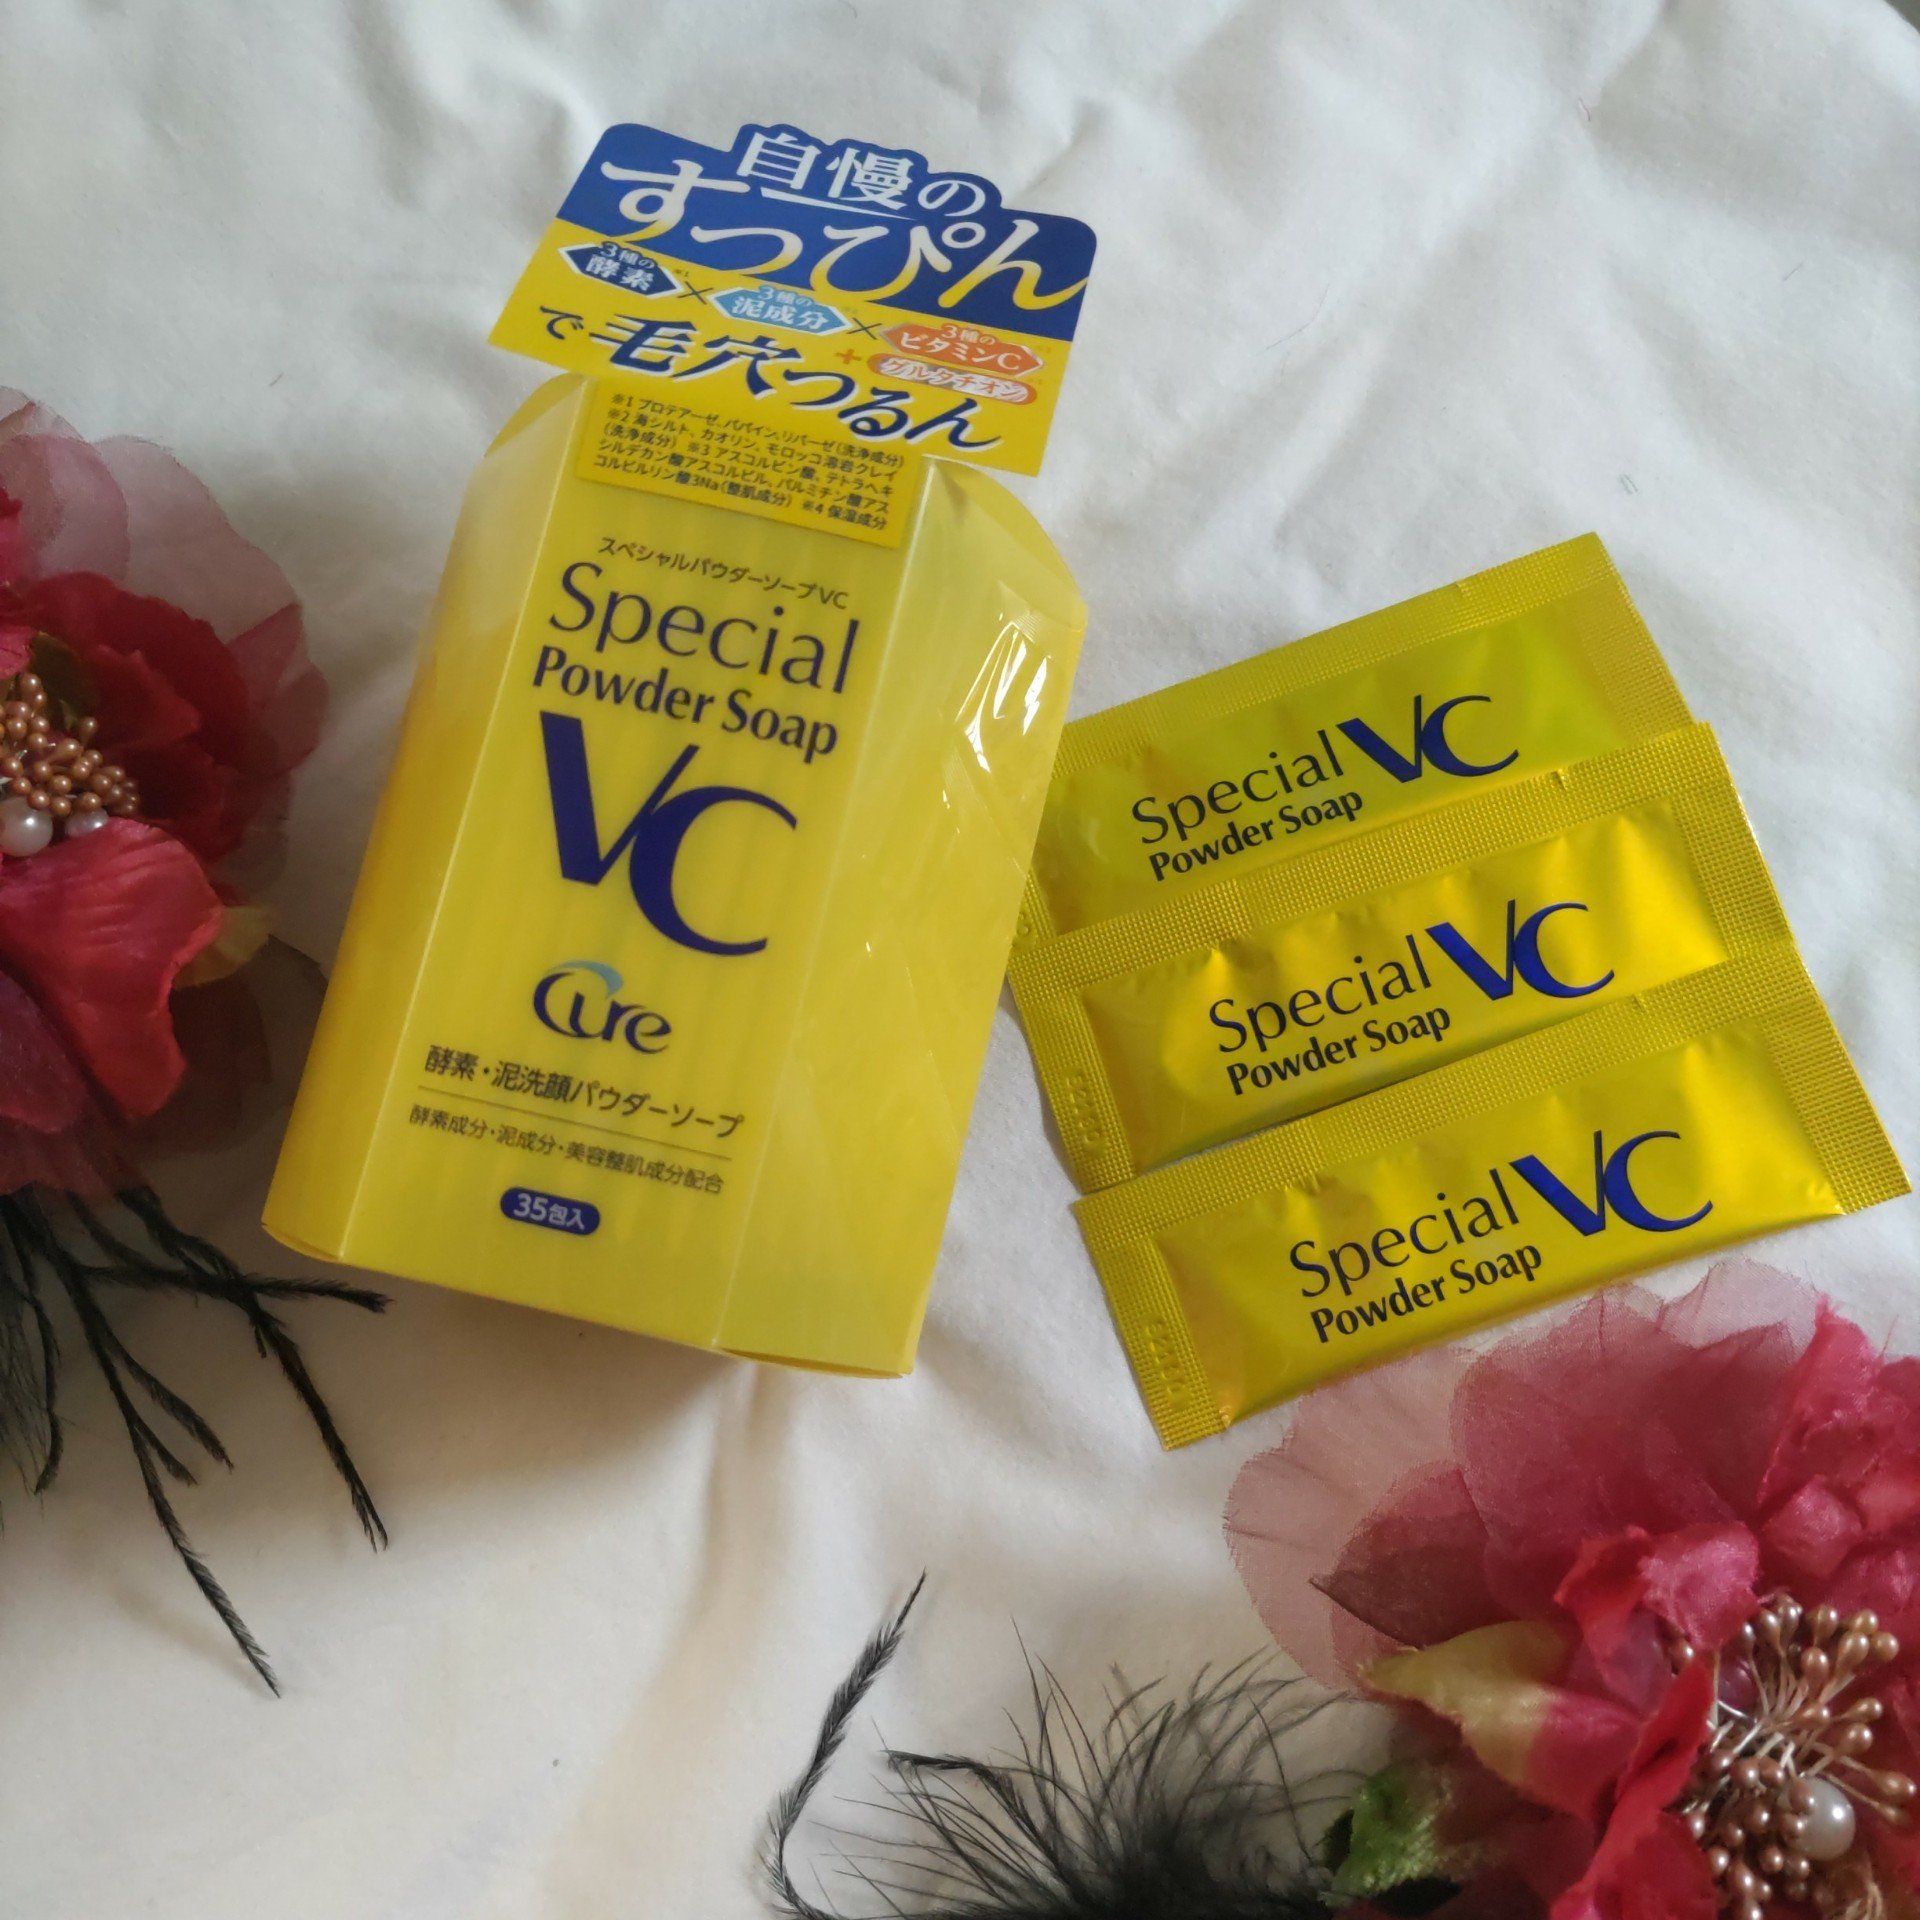 自慢の
すっぴん
3種の
酵素
※1
×
3種の
泥成分
×
3種の
ビタミンC
+
グルタチオン
で毛穴つるん
※1 プロテアーゼ、パパイン、リパーゼ(洗浄成分)
※2 海シルト、カオリン、モロッコ溶岩クレイ
(洗浄成分) ※3 アスコルビン酸、テトラヘキ
シルデカン酸アスコルビル、パルミチン酸アス
コルビルリン酸3Na(整肌成分) ※4 保湿成分
スペシャルパウダーソープVC
Special
Powder Soap
VC
Cure
酵素・泥洗顔パウダーソープ
酵素成分・泥成分・美容整肌成分配合
35包入
Special VC
Powder Soap
Special VC
Powder Soap
Special VC
Powder Soap